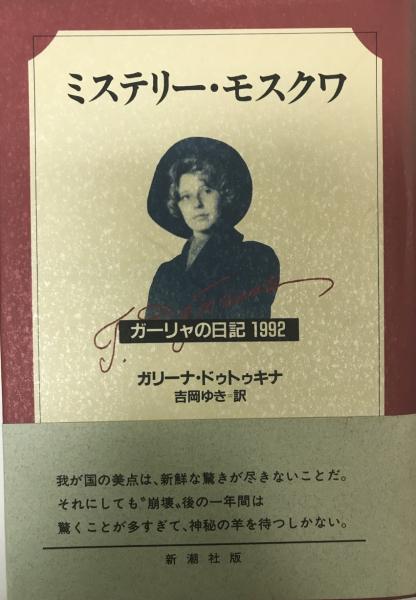 ミステリー・モスクワ
ガーリャの日記 1992
ガリーナ・ドゥトゥキナ
吉岡ゆき=訳
我が国の美点は、新鮮な驚きが尽きないことだ。
それにしても〝崩壊〟後の一年間は
驚くことが多すぎて、神秘の羊を待つしかない。
新潮社版